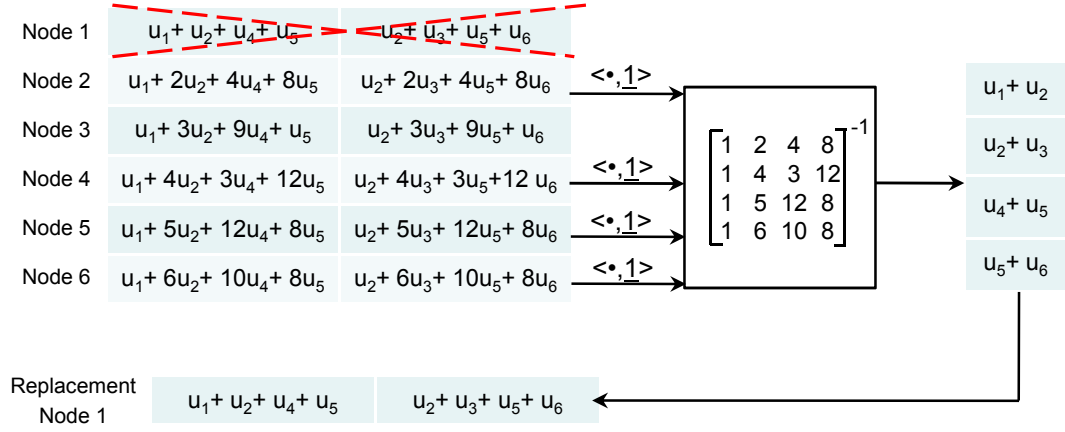 Node 1 u₁+ u₂+ u₄+ u₅ u₂+ u₃+ u₅+ u₆
Node 2 u₁+ 2u₂+ 4u₄+ 8u₅ u₂+ 2u₃+ 4u₅+ 8u₆ <•,1>
Node 3 u₁+ 3u₂+ 9u₄+ u₅ u₂+ 3u₃+ 9u₅+ u₆
Node 4 u₁+ 4u₂+ 3u₄+ 12u₅ u₂+ 4u₃+ 3u₅+12 u₆ <•,1>
Node 5 u₁+ 5u₂+ 12u₄+ 8u₅ u₂+ 5u₃+ 12u₅+ 8u₆ <•,1>
Node 6 u₁+ 6u₂+ 10u₄+ 8u₅ u₂+ 6u₃+ 10u₅+ 8u₆ <•,1>
-1
1 2 4 8
1 4 3 12
1 5 12 8
1 6 10 8
u₁+ u₂
u₂+ u₃
u₄+ u₅
u₅+ u₆
Replacement
Node 1
u₁+ u₂+ u₄+ u₅ u₂+ u₃+ u₅+ u₆